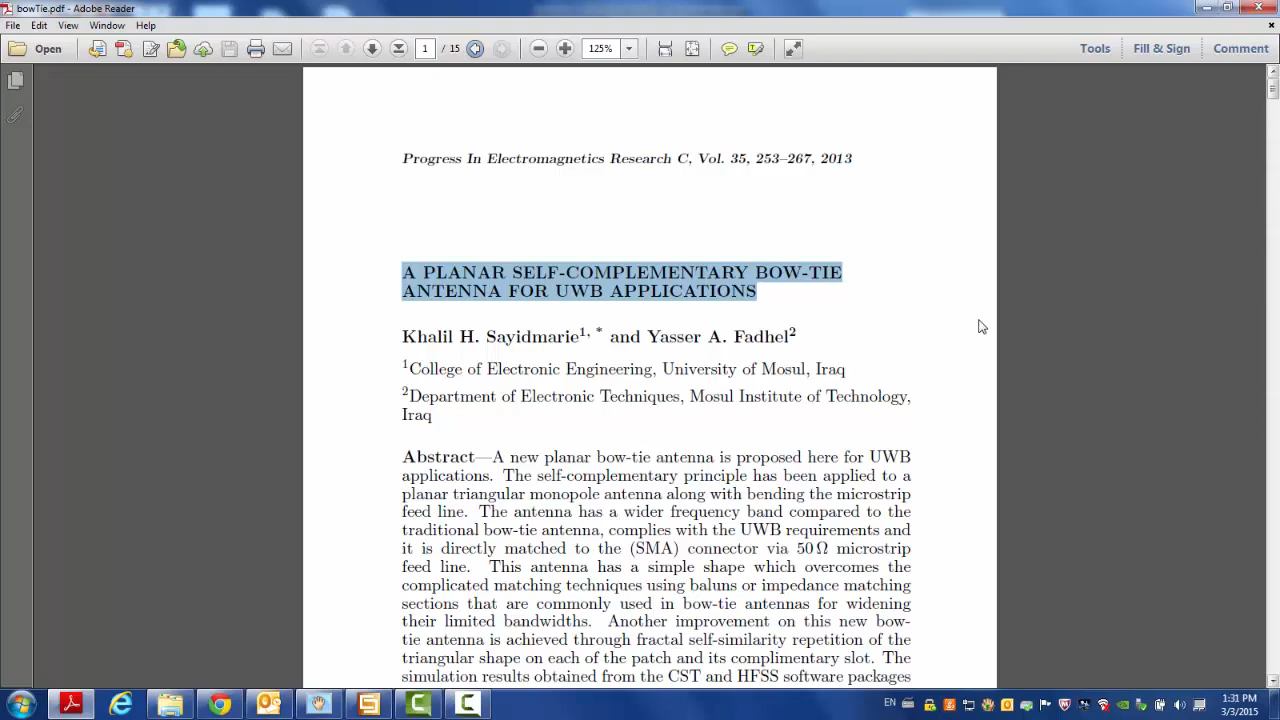 bowTie.pdf - Adobe Reader
File Edit View Window Help
Open 1 / 15 125% Tools Fill & Sign Comment
Progress In Electromagnetics Research C, Vol. 35, 253–267, 2013
A PLANAR SELF-COMPLEMENTARY BOW-TIE
ANTENNA FOR UWB APPLICATIONS
Khalil H. Sayidmarie1, * and Yasser A. Fadhel2
1College of Electronic Engineering, University of Mosul, Iraq
2Department of Electronic Techniques, Mosul Institute of Technology,
Iraq
Abstract—A new planar bow-tie antenna is proposed here for UWB
applications. The self-complementary principle has been applied to a
planar triangular monopole antenna along with bending the microstrip
feed line. The antenna has a wider frequency band compared to the
traditional bow-tie antenna, complies with the UWB requirements and
it is directly matched to the (SMA) connector via 50 Ω microstrip
feed line. This antenna has a simple shape which overcomes the
complicated matching techniques using baluns or impedance matching
sections that are commonly used in bow-tie antennas for widening
their limited bandwidths. Another improvement on this new bow-
tie antenna is achieved through fractal self-similarity repetition of the
triangular shape on each of the patch and its complimentary slot. The
simulation results obtained from the CST and HFSS software packages
EN 1:31 PM
3/3/2015